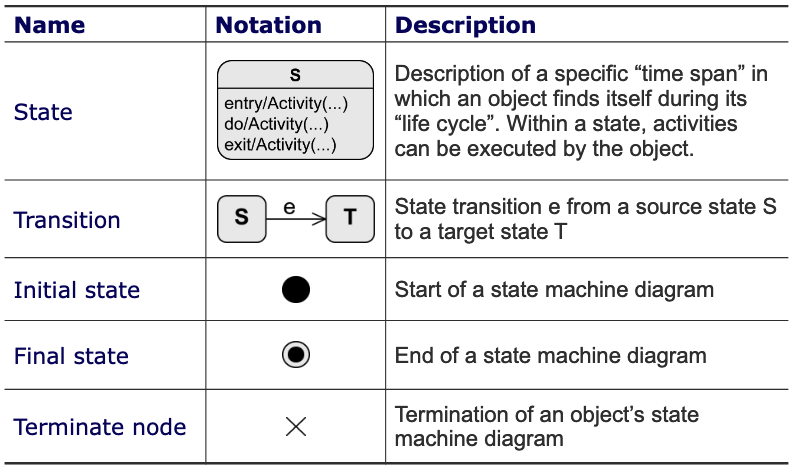 Name Notation Description
State
S
entry/Activity(...)
do/Activity(...)
exit/Activity(...)
Description of a specific “time span” in
which an object finds itself during its
“life cycle”. Within a state, activities
can be executed by the object.
Transition
S e T
State transition e from a source state S
to a target state T
Initial state
Start of a state machine diagram
Final state
End of a state machine diagram
Terminate node
Termination of an object’s state
machine diagram